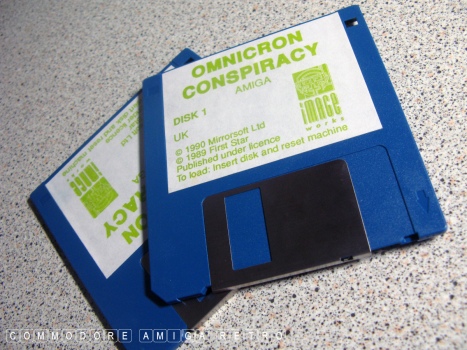 OMNICRON
CONSPIRACY
AMIGA
DISK 1
UK
© 1990 Mirrorsoft Ltd
© 1989 First Star
Published under licence
To load: Insert disk and reset machine
IMAGE
works
IMAGE
COMMODORE AMIGA RETRO